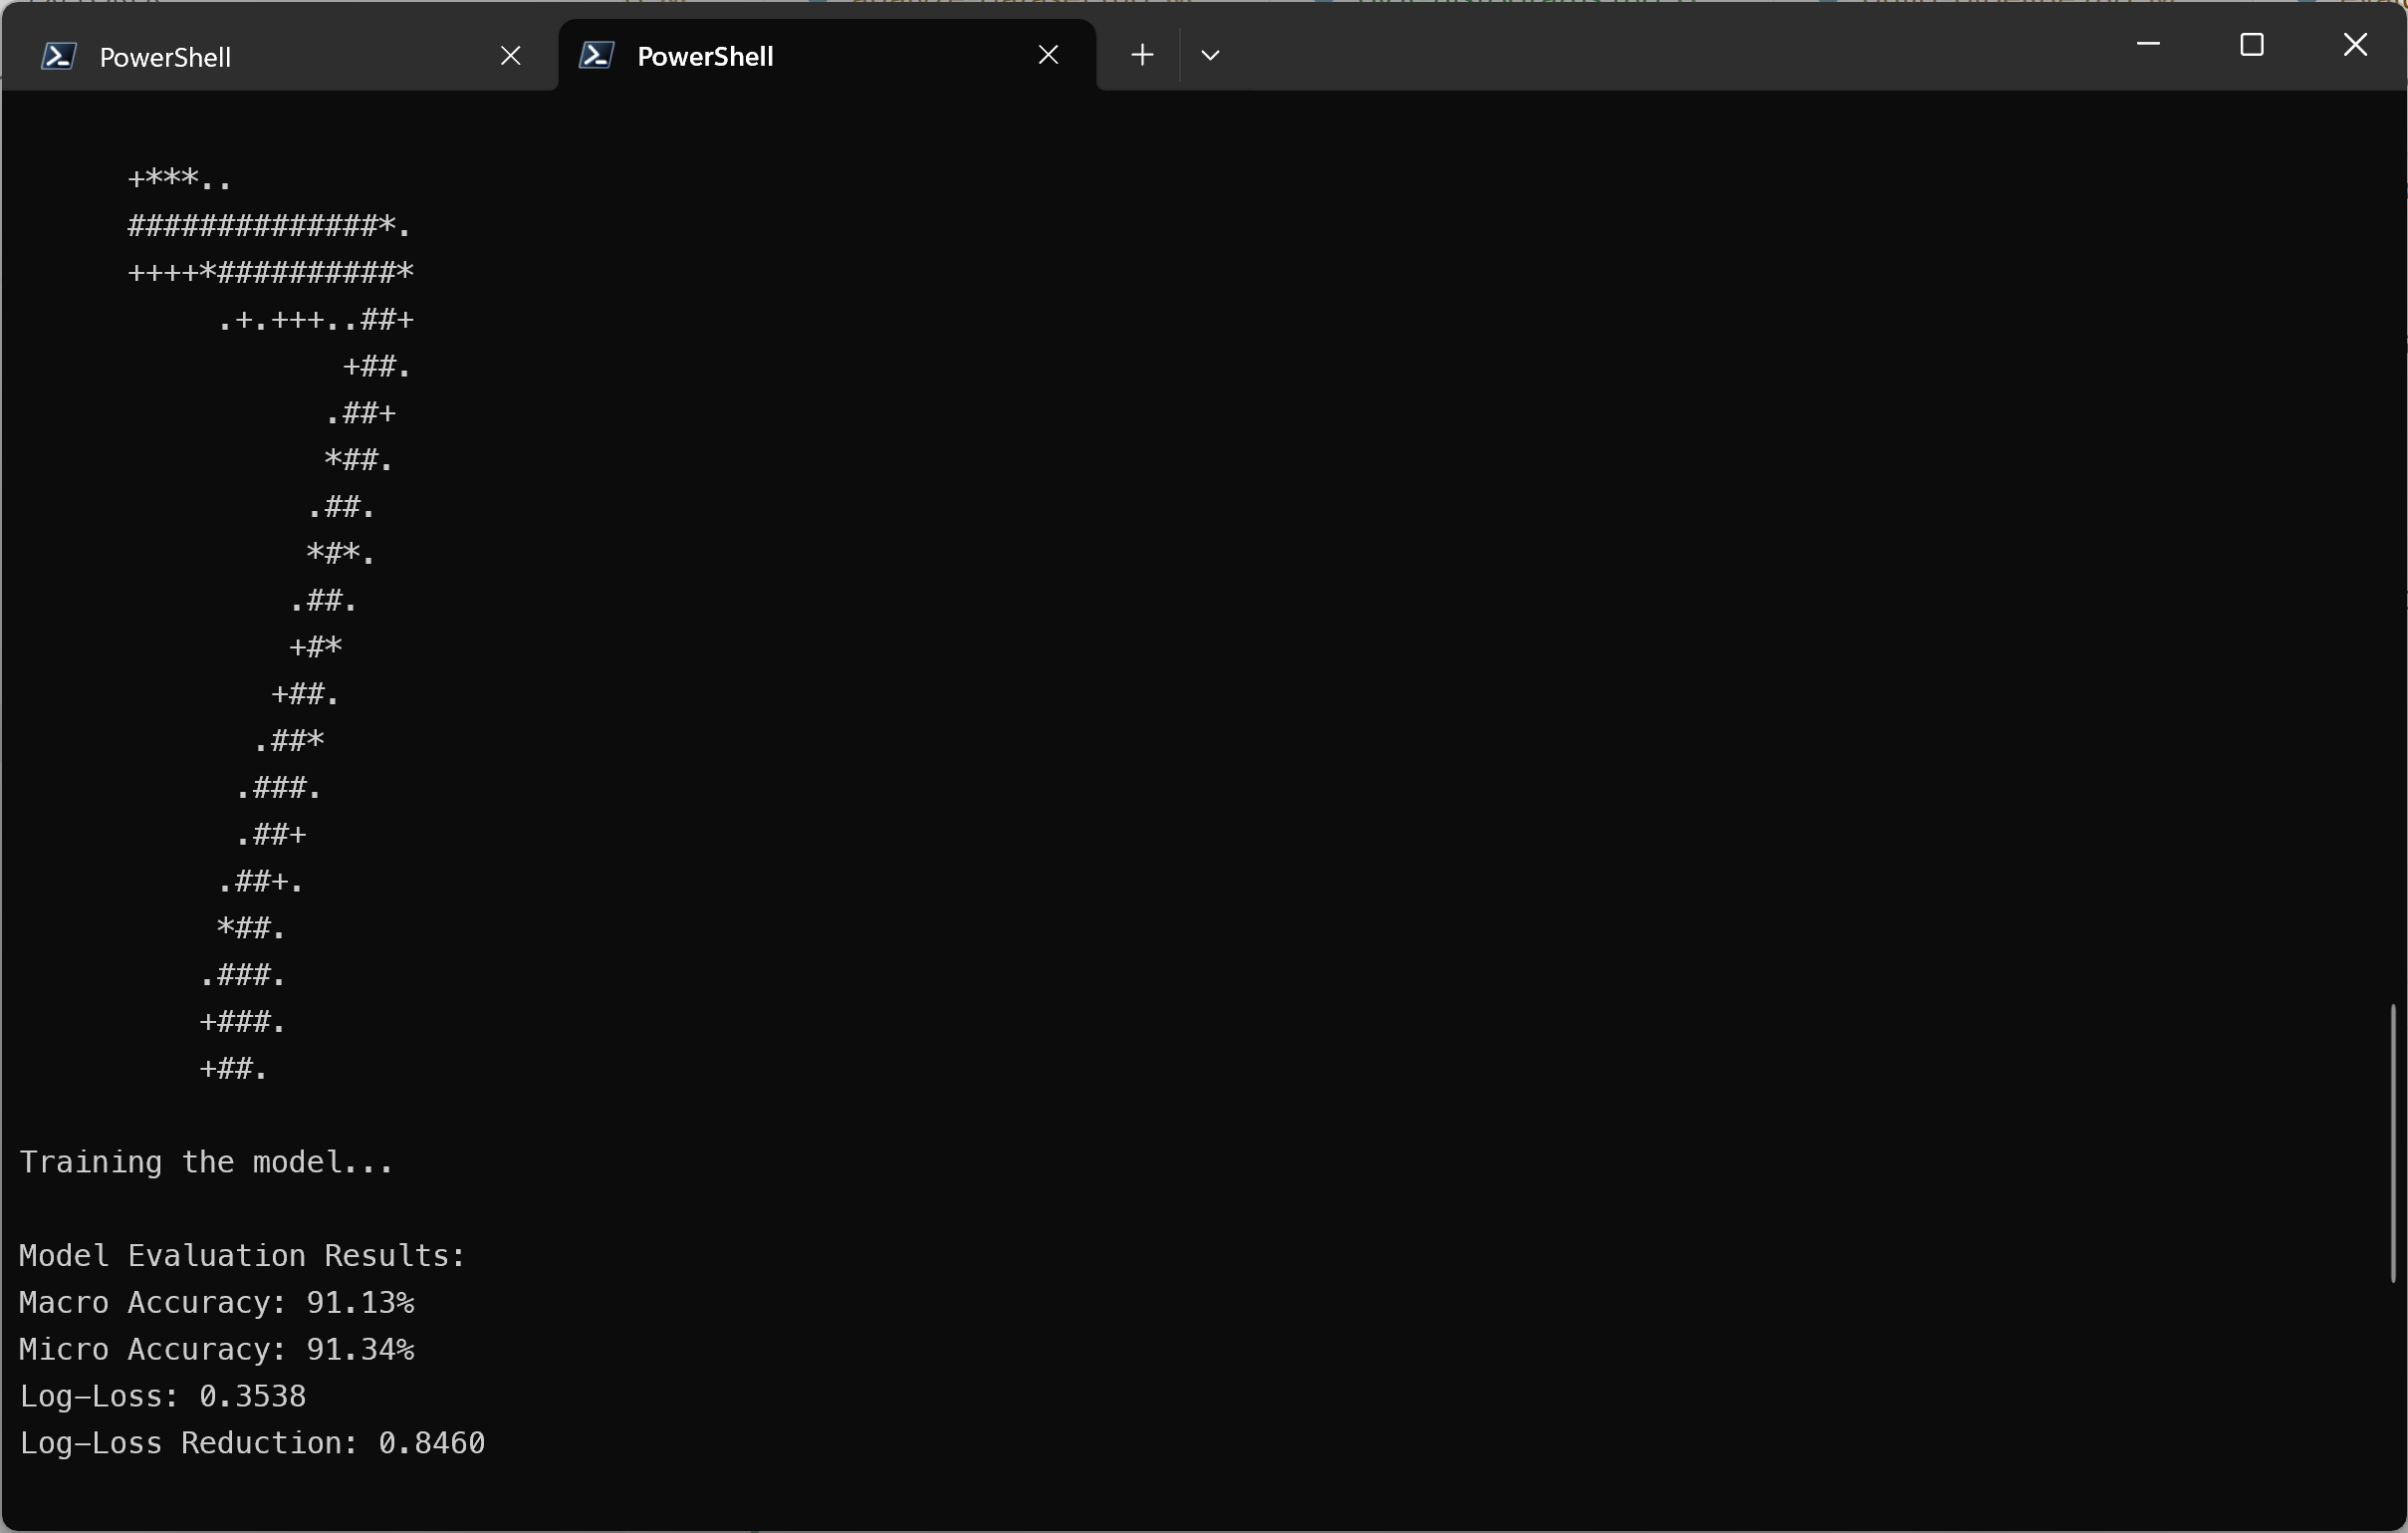 PowerShell
PowerShell
+***..
##############*.
++++*##########*
.+.+++..##+
+##.
.##+
*##.
.##.
*#*.
.##.
+#*
+##.
.##*
.###.
.##+
.##+.
*##.
.###.
+###.
+##.
Training the model...
Model Evaluation Results:
Macro Accuracy: 91.13%
Micro Accuracy: 91.34%
Log-Loss: 0.3538
Log-Loss Reduction: 0.8460